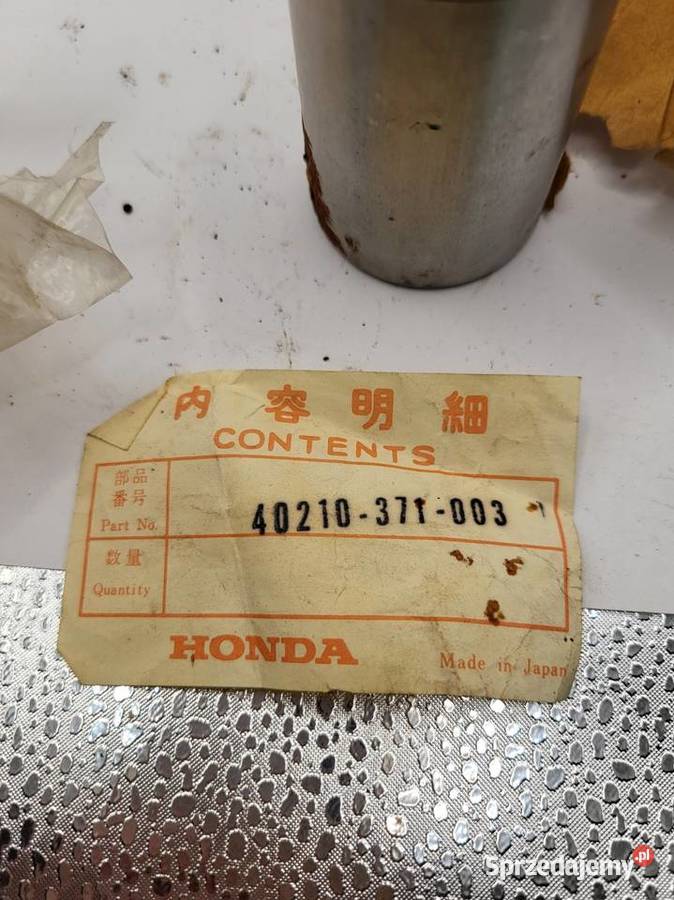 内容明細
CONTENTS
部品
番号
Part No.
40210-371-003
数量
Quantity
HONDA
Made in Japan
Sprzedajemy.pl